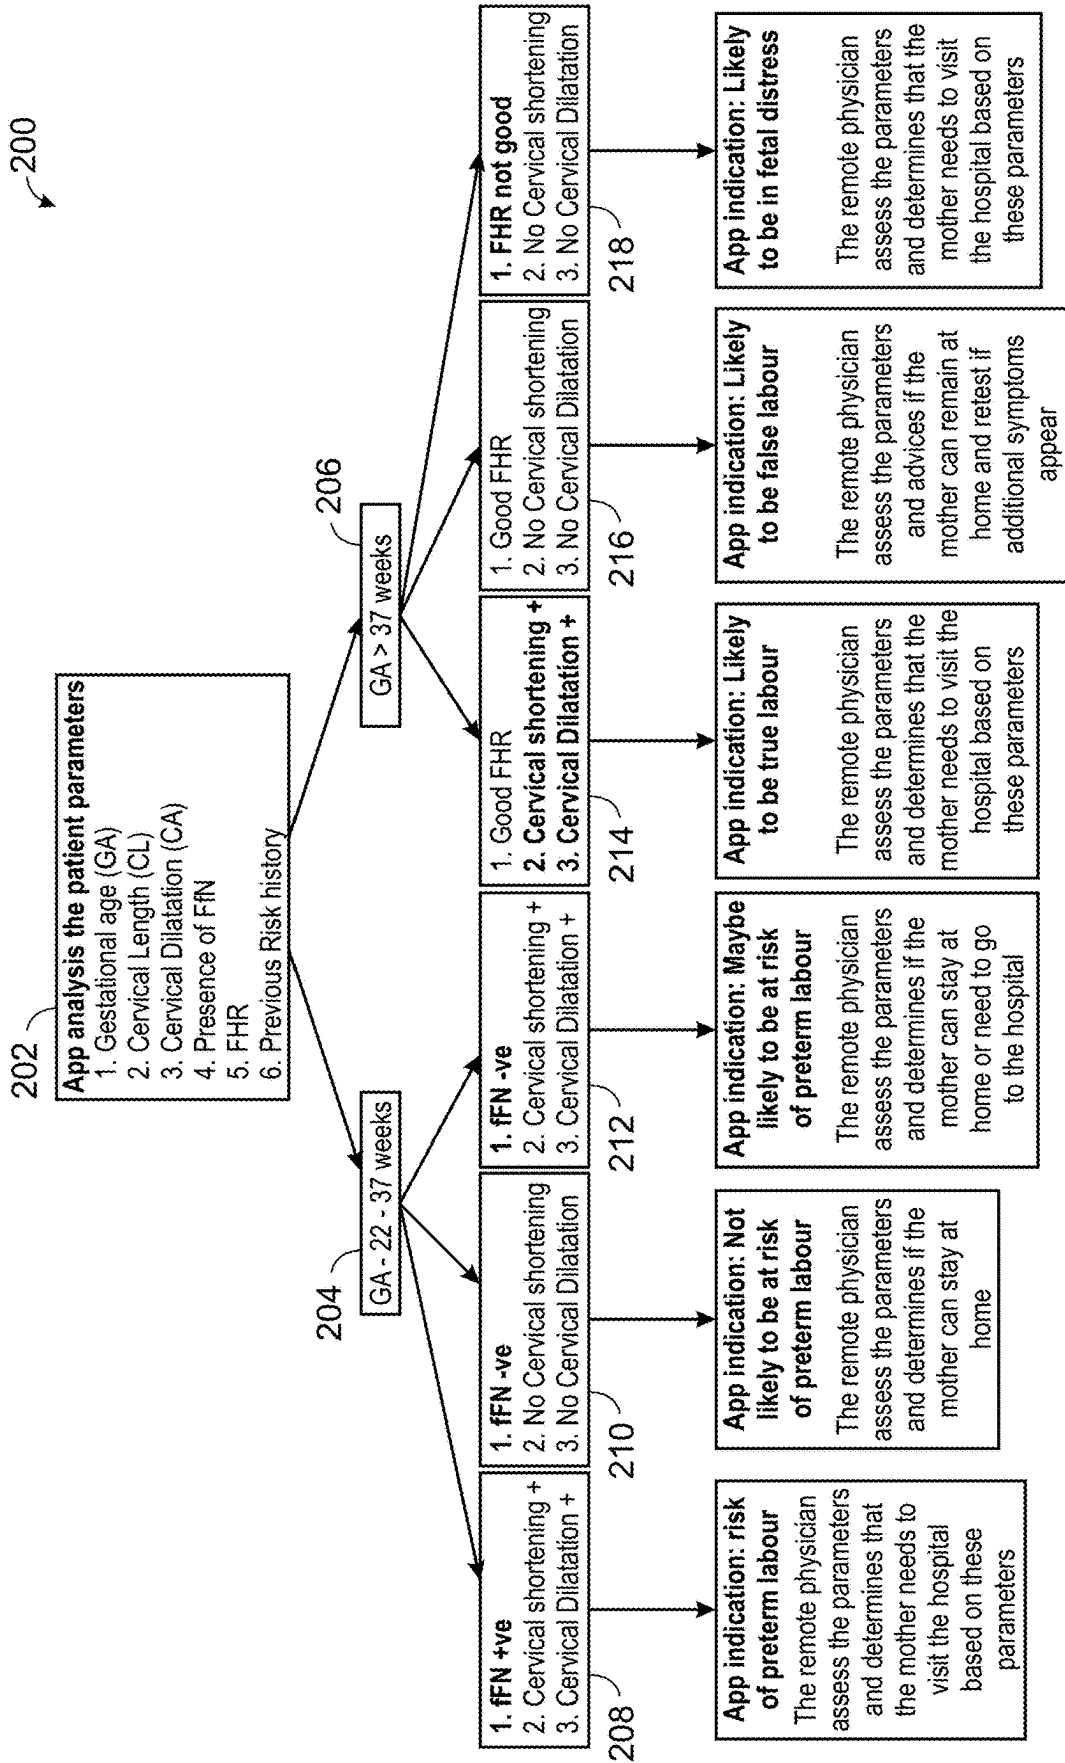 200
202
App analysis the patient parameters
1. Gestational age (GA)
2. Cervical Length (CL)
3. Cervical Dilatation (CA)
4. Presence of FfN
5. FHR
6. Previous Risk history
204
GA - 22 - 37 weeks
206
GA > 37 weeks
1. fFN +ve
2. Cervical shortening +
3. Cervical Dilatation +
208
1. fFN -ve
2. No Cervical shortening
3. No Cervical Dilatation
210
1. fFN -ve
2. Cervical shortening +
3. Cervical Dilatation +
212
1. Good FHR
2. Cervical shortening +
3. Cervical Dilatation +
214
1. Good FHR
2. No Cervical shortening
3. No Cervical Dilatation
216
1. FHR not good
2. No Cervical shortening
3. No Cervical Dilatation
218
App indication: risk
of preterm labour
The remote physician
assess the parameters
and determines that
the mother needs to
visit the hospital
based on these
parameters
App indication: Not
likely to be at risk
of preterm labour
The remote physician
assess the parameters
and determines if the
mother can stay at
home
App indication: Maybe
likely to be at risk
of preterm labour
The remote physician
assess the parameters
and determines if the
mother can stay at
home or need to go
to the hospital
App indication: Likely
to be true labour
The remote physician
assess the parameters
and determines that the
mother needs to visit the
hospital based on
these parameters
App indication: Likely
to be false labour
The remote physician
assess the parameters
and advices if the
mother can remain at
home and retest if
additional symptoms
appear
App indication: Likely
to be in fetal distress
The remote physician
assess the parameters
and determines that the
mother needs to visit
the hospital based on
these parameters